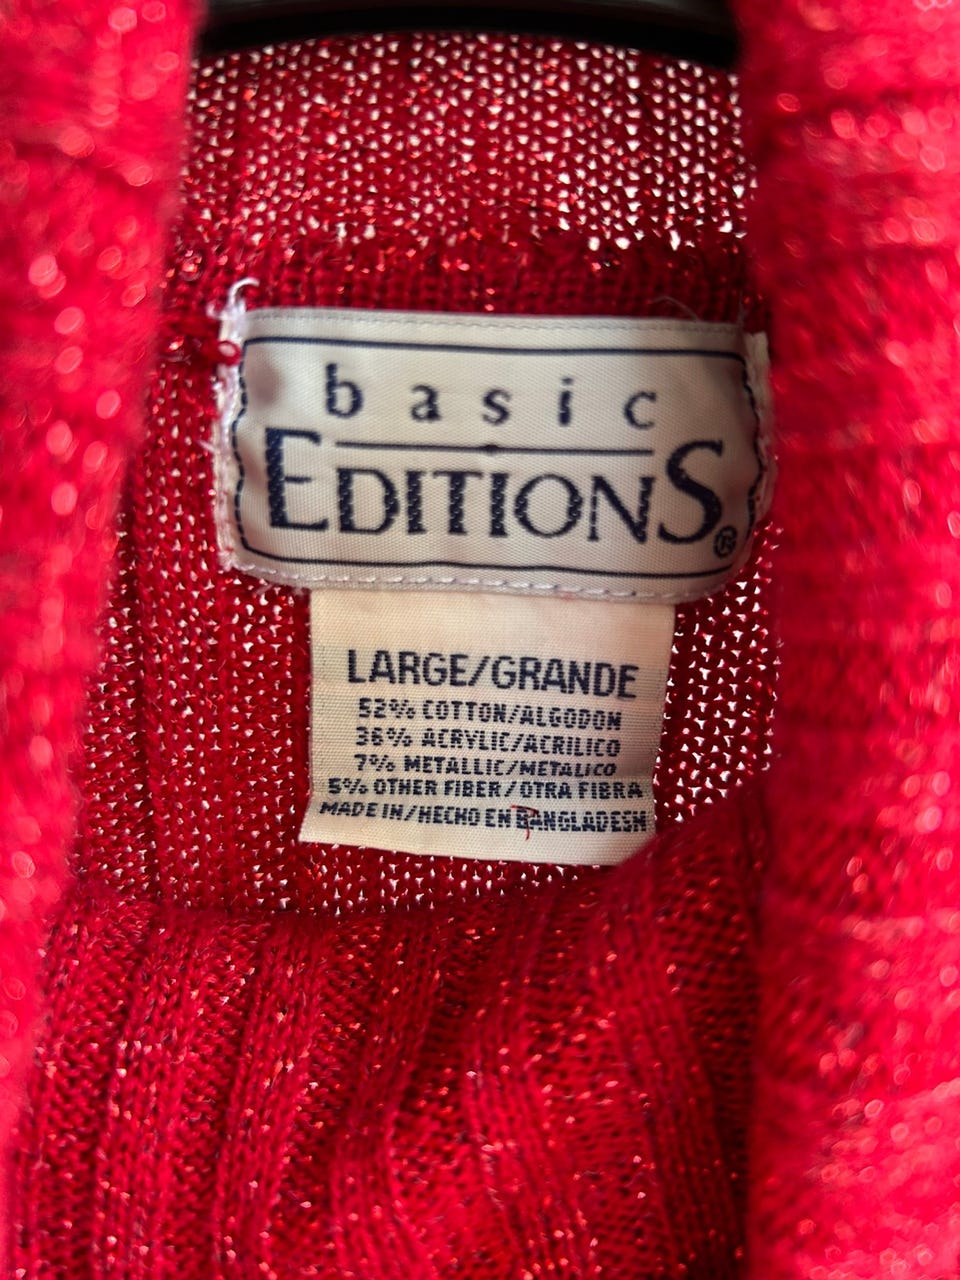 basic
EDITIONS®
LARGE/GRANDE
52% COTTON/ALGODON
36% ACRYLIC/ACRILICO
7% METALLIC/METALICO
5% OTHER FIBER/OTRA FIBRA
MADE IN/HECHO EN BANGLADESH